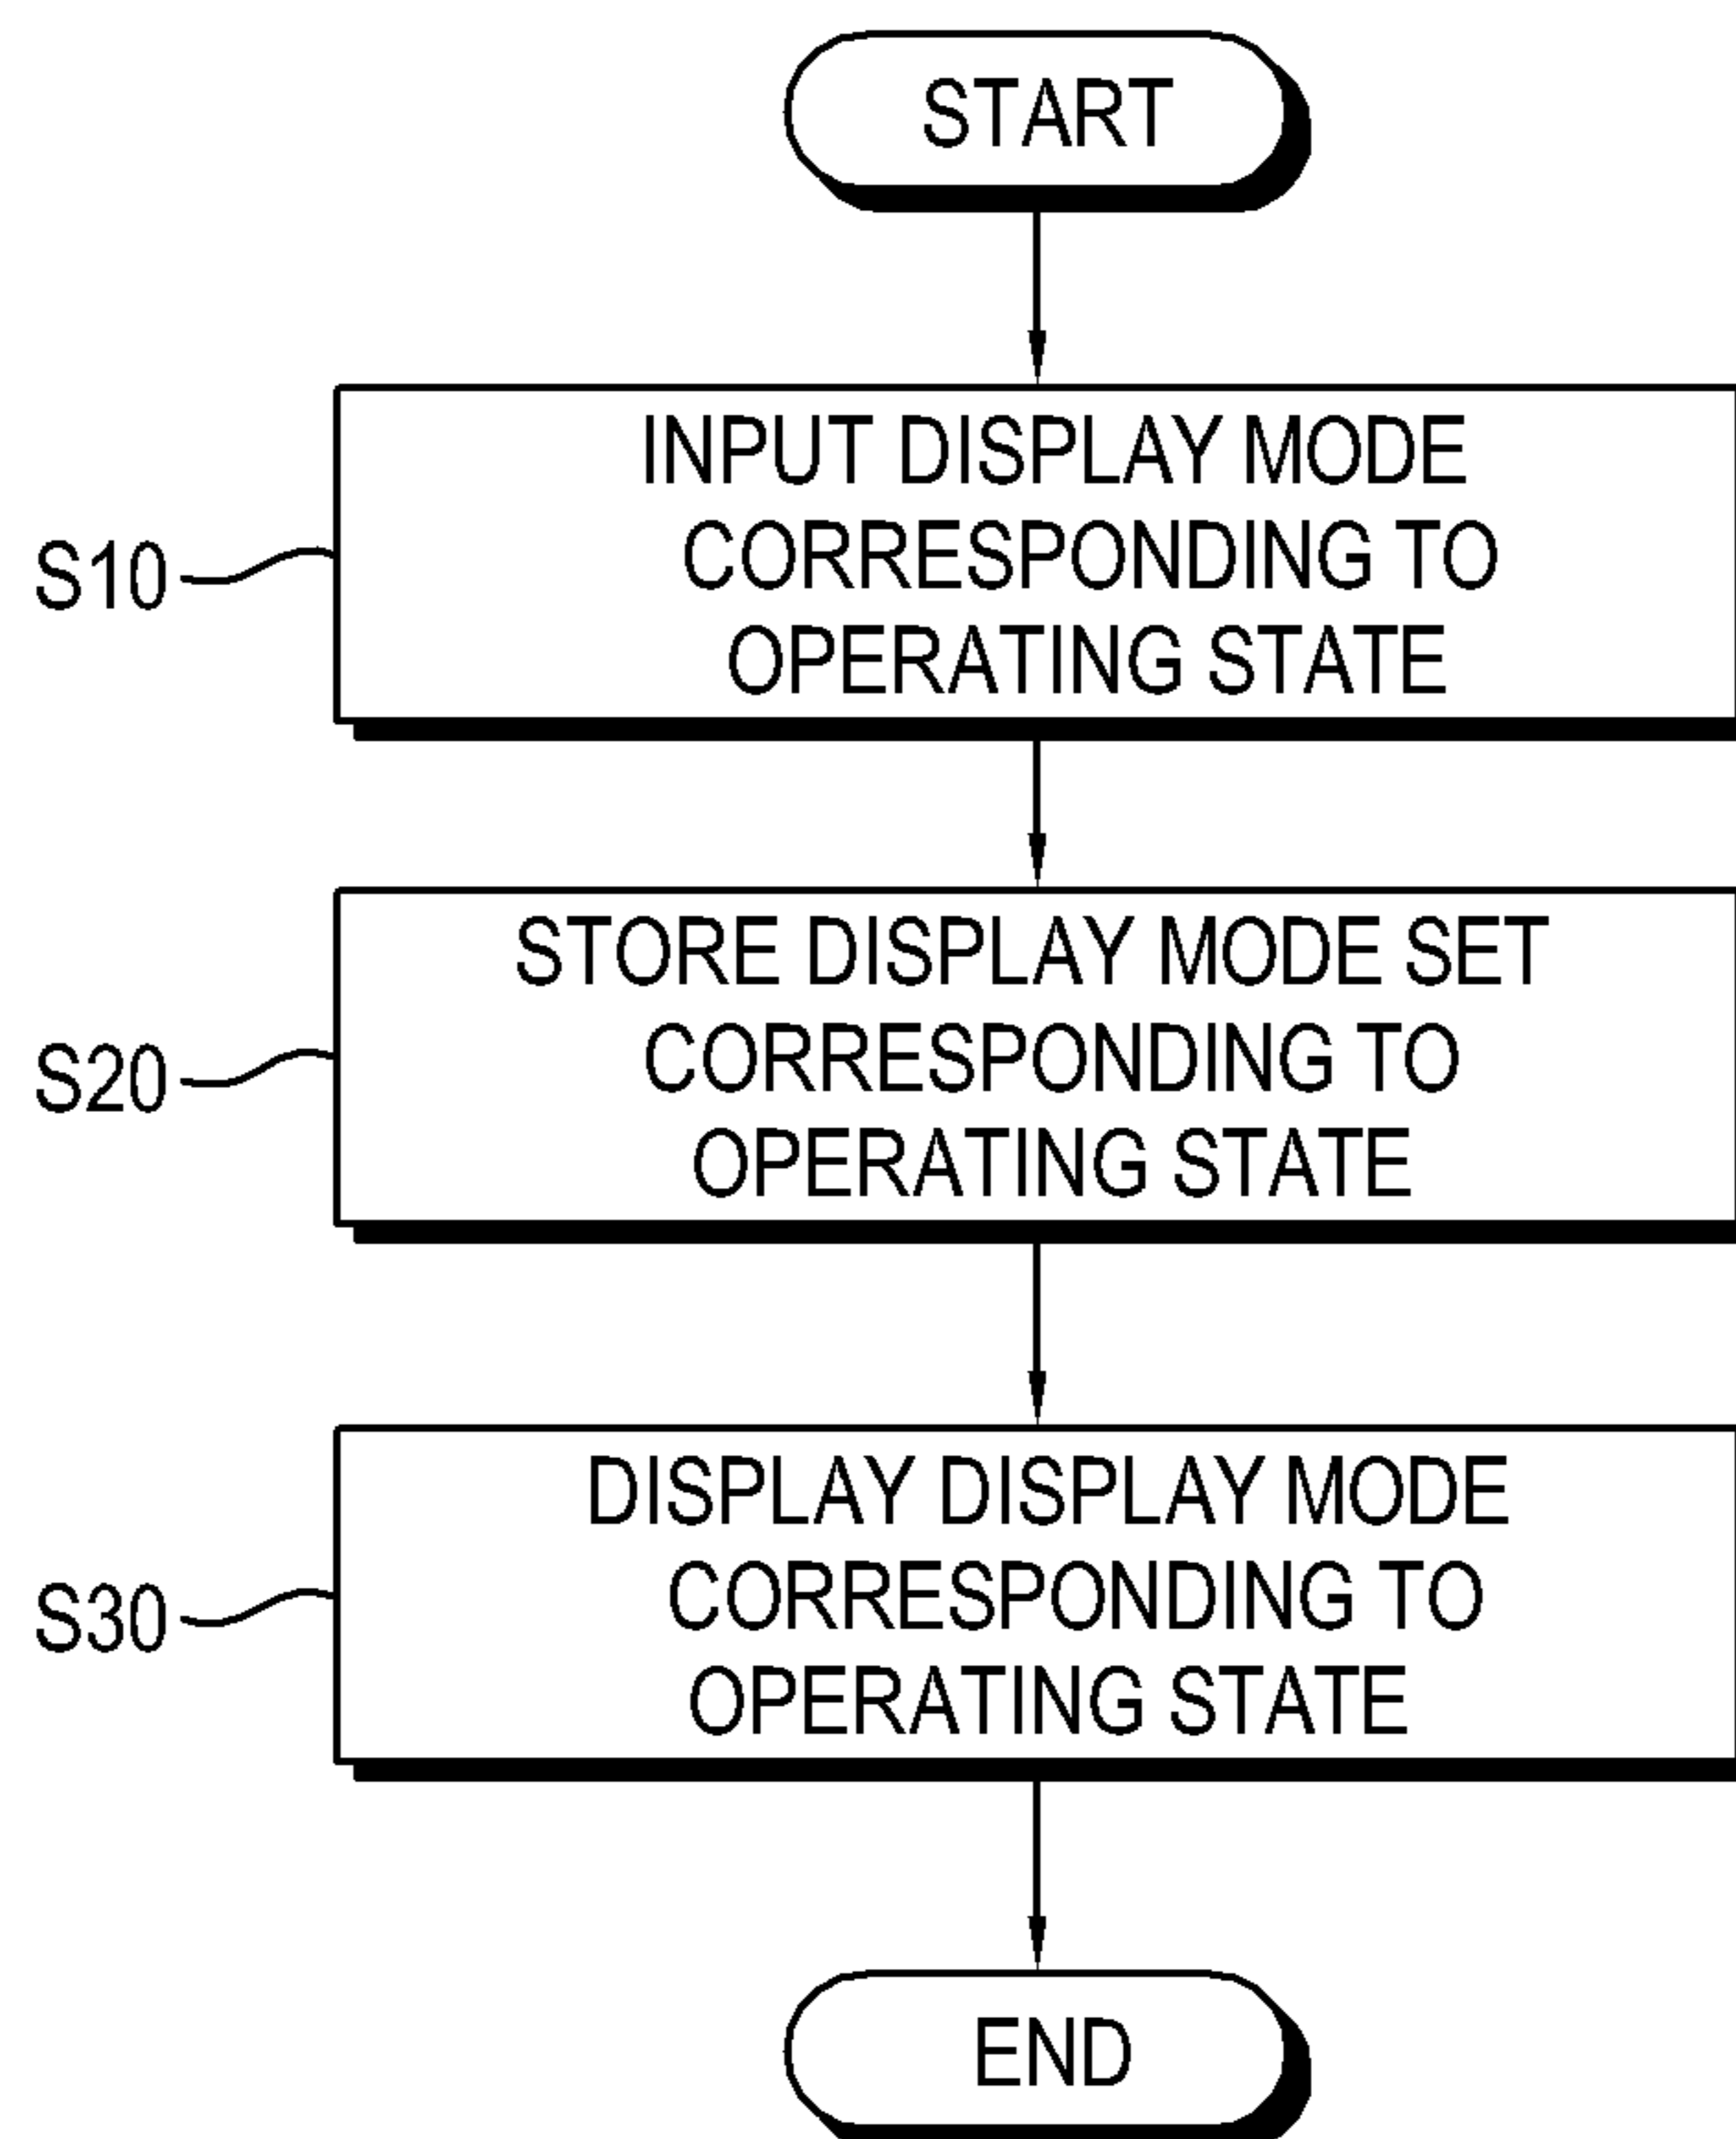 START
INPUT DISPLAY MODE
CORRESPONDING TO
OPERATING STATE
S10
STORE DISPLAY MODE SET
CORRESPONDING TO
OPERATING STATE
S20
DISPLAY DISPLAY MODE
CORRESPONDING TO
OPERATING STATE
S30
END